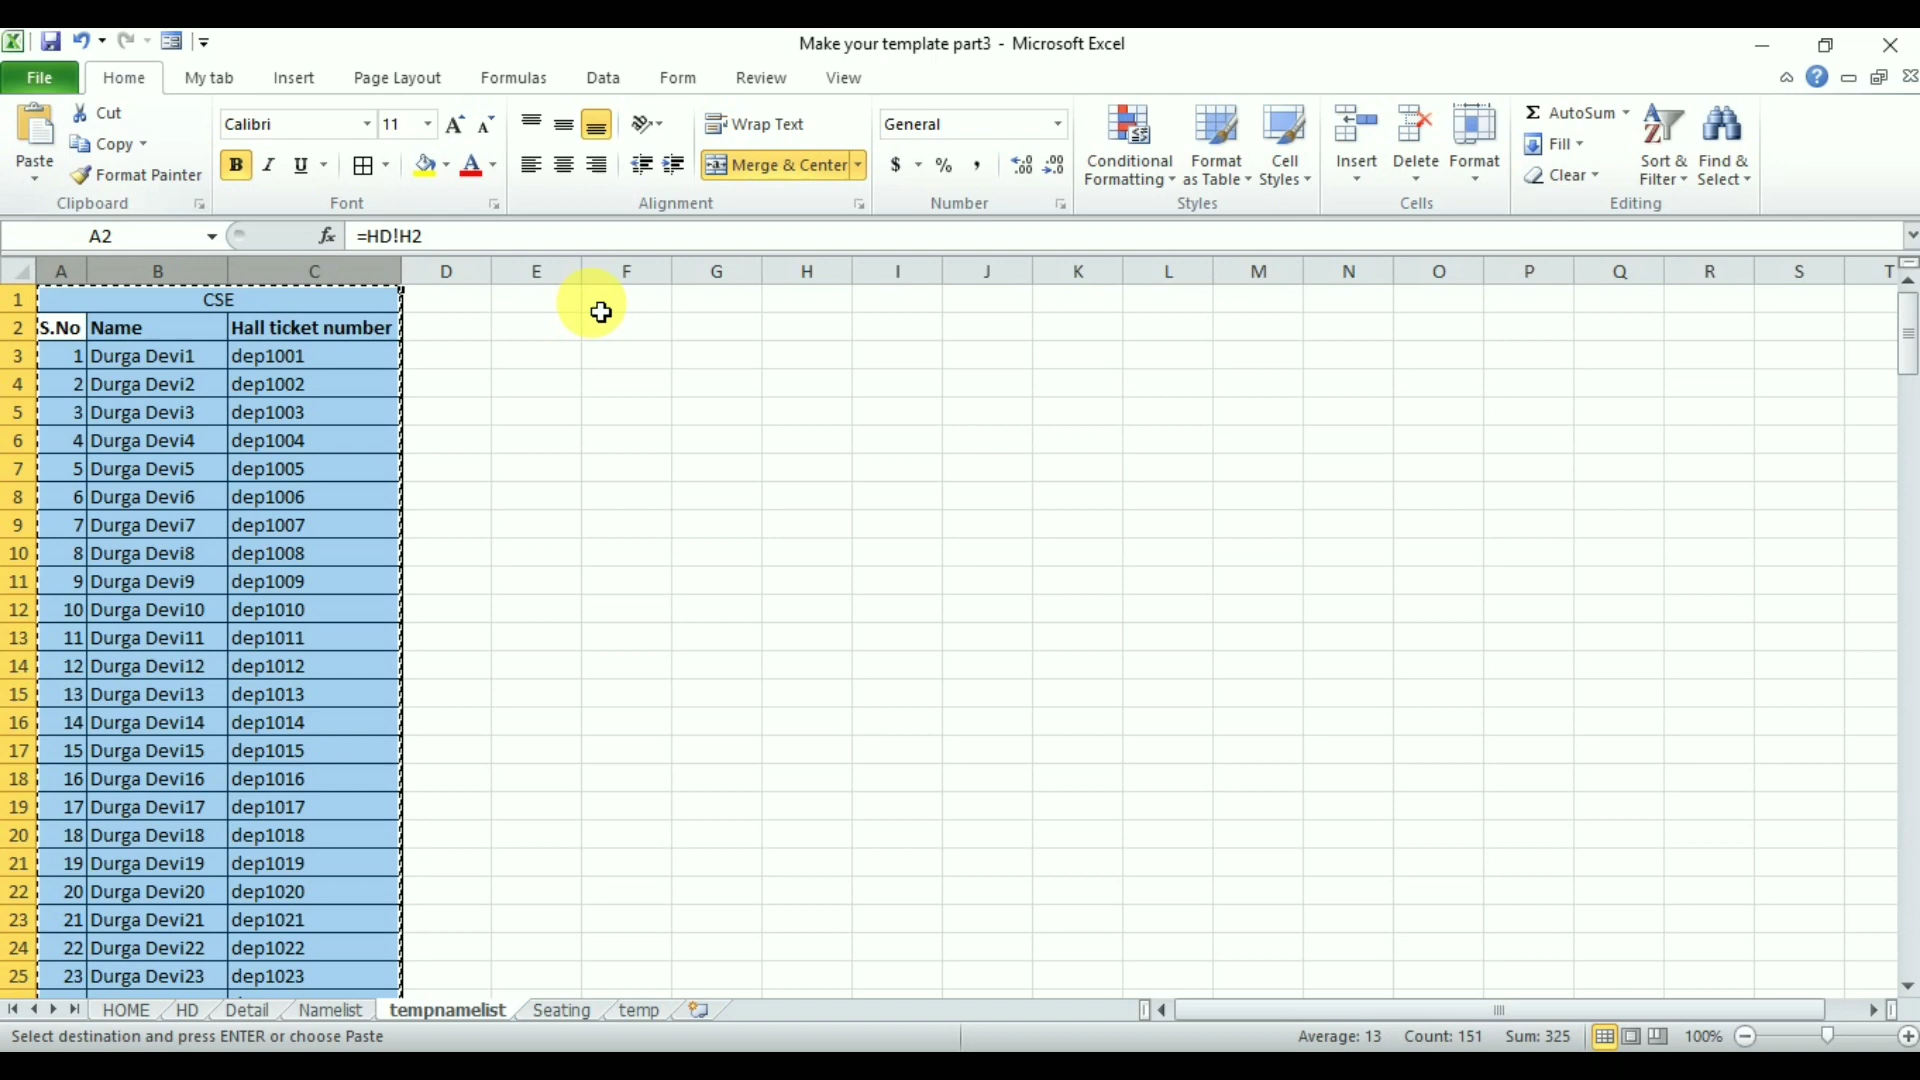 Make your template part3 - Microsoft Excel
File Home My tab Insert Page Layout Formulas Data Form Review View
Paste Cut Copy Format Painter Clipboard
Calibri 11 B I U A Font
Wrap Text Merge & Center Alignment
General $ % , .00 .00 Number
Conditional Formatting Format as Table Cell Styles Styles
Insert Delete Format Cells
Σ AutoSum Fill Clear Sort & Filter Find & Select Editing
A2 fx =HD!H2
A B C D E F G H I J K L M N O P Q R S T
1 CSE
2 S.No Name Hall ticket number
3 1 Durga Devi1 dep1001
4 2 Durga Devi2 dep1002
5 3 Durga Devi3 dep1003
6 4 Durga Devi4 dep1004
7 5 Durga Devi5 dep1005
8 6 Durga Devi6 dep1006
9 7 Durga Devi7 dep1007
10 8 Durga Devi8 dep1008
11 9 Durga Devi9 dep1009
12 10 Durga Devi10 dep1010
13 11 Durga Devi11 dep1011
14 12 Durga Devi12 dep1012
15 13 Durga Devi13 dep1013
16 14 Durga Devi14 dep1014
17 15 Durga Devi15 dep1015
18 16 Durga Devi16 dep1016
19 17 Durga Devi17 dep1017
20 18 Durga Devi18 dep1018
21 19 Durga Devi19 dep1019
22 20 Durga Devi20 dep1020
23 21 Durga Devi21 dep1021
24 22 Durga Devi22 dep1022
25 23 Durga Devi23 dep1023
HOME HD Detail Namelist tempnamelist Seating temp
Select destination and press ENTER or choose Paste Average: 13 Count: 151 Sum: 325 100%